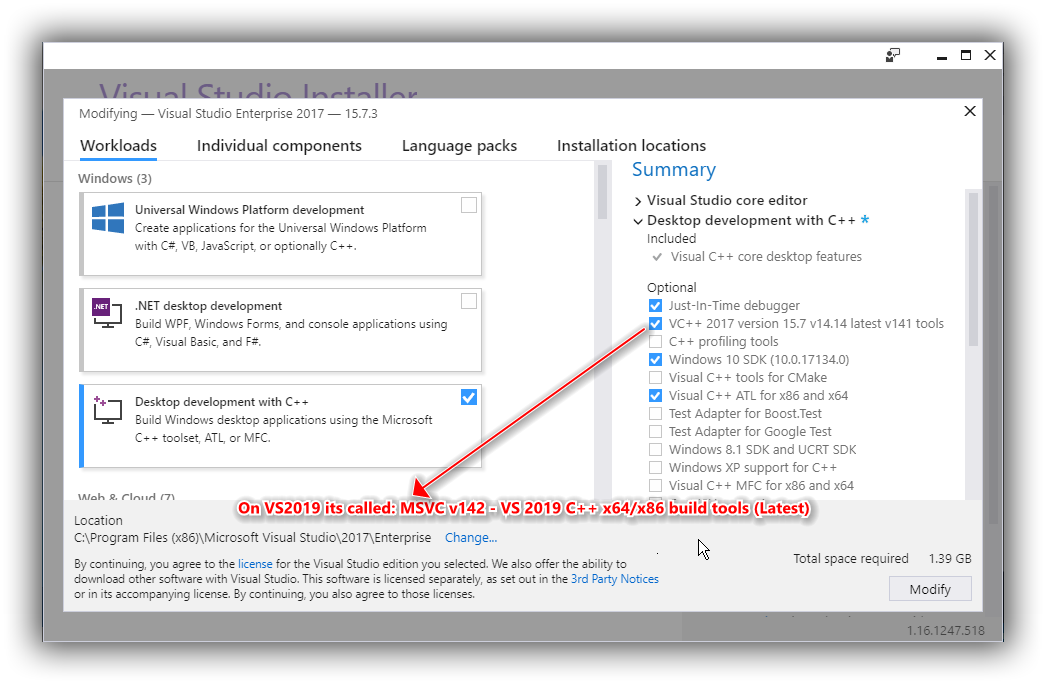 Visual Studio Installer
Modifying — Visual Studio Enterprise 2017 — 15.7.3
Workloads
Individual components
Language packs
Installation locations
Windows (3)
Universal Windows Platform development
Create applications for the Universal Windows Platform
with C#, VB, JavaScript, or optionally C++.
.NET
.NET desktop development
Build WPF, Windows Forms, and console applications using
C#, Visual Basic, and F#.
Desktop development with C++
Build Windows desktop applications using the Microsoft
C++ toolset, ATL, or MFC.
Web & Cloud (7)
Summary
Visual Studio core editor
Desktop development with C++ *
Included
Visual C++ core desktop features
Optional
Just-In-Time debugger
VC++ 2017 version 15.7 v14.14 latest v141 tools
C++ profiling tools
Windows 10 SDK (10.0.17134.0)
Visual C++ tools for CMake
Visual C++ ATL for x86 and x64
Test Adapter for Boost.Test
Test Adapter for Google Test
Windows 8.1 SDK and UCRT SDK
Windows XP support for C++
Visual C++ MFC for x86 and x64
On VS2019 its called: MSVC v142 - VS 2019 C++ x64/x86 build tools (Latest)
Location
C:\Program Files (x86)\Microsoft Visual Studio\2017\Enterprise Change...
By continuing, you agree to the license for the Visual Studio edition you selected. We also offer the ability to
download other software with Visual Studio. This software is licensed separately, as set out in the 3rd Party Notices
or in its accompanying license. By continuing, you also agree to those licenses.
Total space required 1.39 GB
Modify
1.16.1247.518